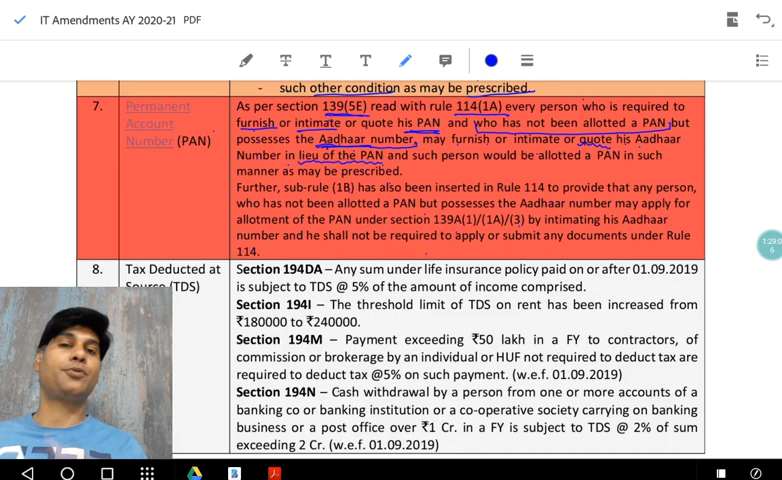 IT Amendments AY 2020-21 PDF
- such other condition as may be prescribed.
7. Permanent Account Number (PAN)
As per section 139(5E) read with rule 114(1A) every person who is required to
furnish or intimate or quote his PAN and who has not been allotted a PAN but
possesses the Aadhaar number, may furnish or intimate or quote his Aadhaar
Number in lieu of the PAN and such person would be allotted a PAN in such
manner as may be prescribed.
Further, sub-rule (1B) has also been inserted in Rule 114 to provide that any person,
who has not been allotted a PAN but possesses the Aadhaar number may apply for
allotment of the PAN under section 139A(1)/(1A)/(3) by intimating his Aadhaar
number and he shall not be required to apply or submit any documents under Rule
114.
8. Tax Deducted at
Source (TDS)
Section 194DA – Any sum under life insurance policy paid on or after 01.09.2019
is subject to TDS @ 5% of the amount of income comprised.
Section 194I – The threshold limit of TDS on rent has been increased from
₹180000 to ₹240000.
Section 194M – Payment exceeding ₹50 lakh in a FY to contractors, of
commission or brokerage by an individual or HUF not required to deduct tax are
required to deduct tax @5% on such payment. (w.e.f. 01.09.2019)
Section 194N – Cash withdrawal by a person from one or more accounts of a
banking co or banking institution or a co-operative society carrying on banking
business or a post office over ₹1 Cr. in a FY is subject to TDS @ 2% of sum
exceeding 2 Cr. (w.e.f. 01.09.2019)
1:29:0
6